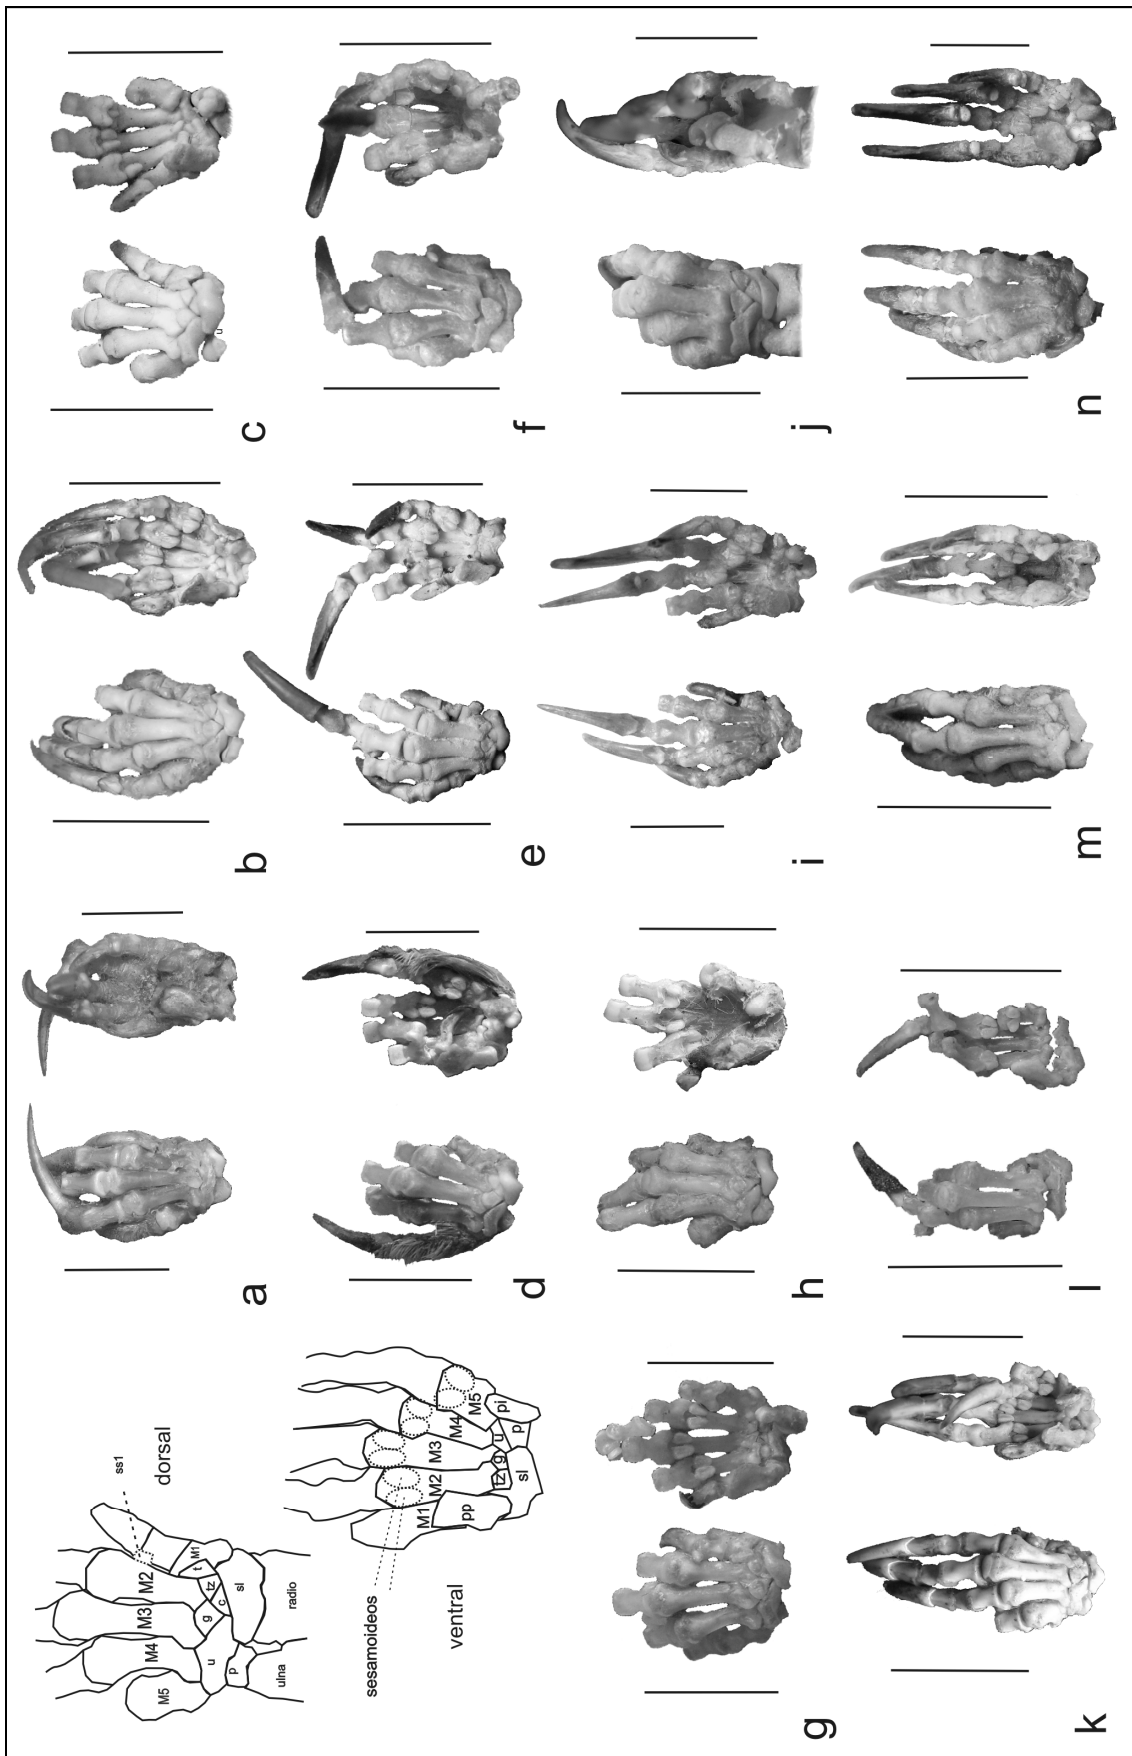 ss1
dorsal
M5
M4
M3
M2
M1
t
tz
c
g
u
p
sl
ulna
radio
sesamoideos
ventral
M1
M2
M3
M4
M5
pp
tz
g
u
sl
p
pi
a
b
c
u
d
e
f
g
h
i
j
k
l
m
n